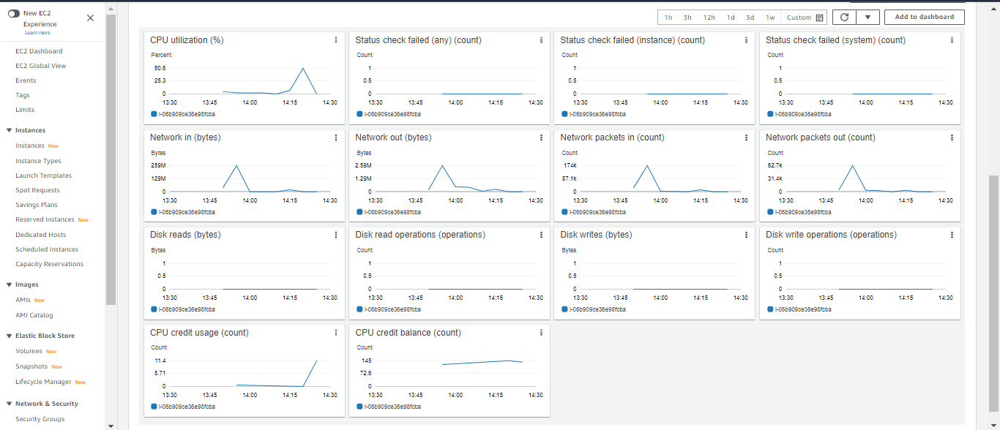 New EC2
Experience
Learn more
EC2 Dashboard
EC2 Global View
Events
Tags
Limits
Instances
Instances New
Instance Types
Launch Templates
Spot Requests
Savings Plans
Reserved Instances New
Dedicated Hosts
Scheduled Instances
Capacity Reservations
Images
AMIs New
AMI Catalog
Elastic Block Store
Volumes New
Snapshots New
Lifecycle Manager New
Network & Security
Security Groups
1h 3h 12h 1d 3d 1w Custom
Add to dashboard
CPU utilization (%)
Percent
50.6
25.3
0
13:30 13:45 14:00 14:15 14:30
i-06b909ce36e98fcba
Status check failed (any) (count)
Count
1
0.5
0
13:30 13:45 14:00 14:15 14:30
i-06b909ce36e98fcba
Status check failed (instance) (count)
Count
1
0.5
0
13:30 13:45 14:00 14:15 14:30
i-06b909ce36e98fcba
Status check failed (system) (count)
Count
1
0.5
0
13:30 13:45 14:00 14:15 14:30
i-06b909ce36e98fcba
Network in (bytes)
Bytes
259M
129M
0
13:30 13:45 14:00 14:15 14:30
i-06b909ce36e98fcba
Network out (bytes)
Bytes
2.59M
1.29M
0
13:30 13:45 14:00 14:15 14:30
i-06b909ce36e98fcba
Network packets in (count)
Count
174k
87.1k
0
13:30 13:45 14:00 14:15 14:30
i-06b909ce36e98fcba
Network packets out (count)
Count
62.7k
31.4k
0
13:30 13:45 14:00 14:15 14:30
i-06b909ce36e98fcba
Disk reads (bytes)
Bytes
1
0.5
0
13:30 13:45 14:00 14:15 14:30
i-06b909ce36e98fcba
Disk read operations (operations)
Count
1
0.5
0
13:30 13:45 14:00 14:15 14:30
i-06b909ce36e98fcba
Disk writes (bytes)
Bytes
1
0.5
0
13:30 13:45 14:00 14:15 14:30
i-06b909ce36e98fcba
Disk write operations (operations)
Count
1
0.5
0
13:30 13:45 14:00 14:15 14:30
i-06b909ce36e98fcba
CPU credit usage (count)
Count
11.4
5.71
0
13:30 13:45 14:00 14:15 14:30
i-06b909ce36e98fcba
CPU credit balance (count)
Count
145
72.6
0
13:30 13:45 14:00 14:15 14:30
i-06b909ce36e98fcba